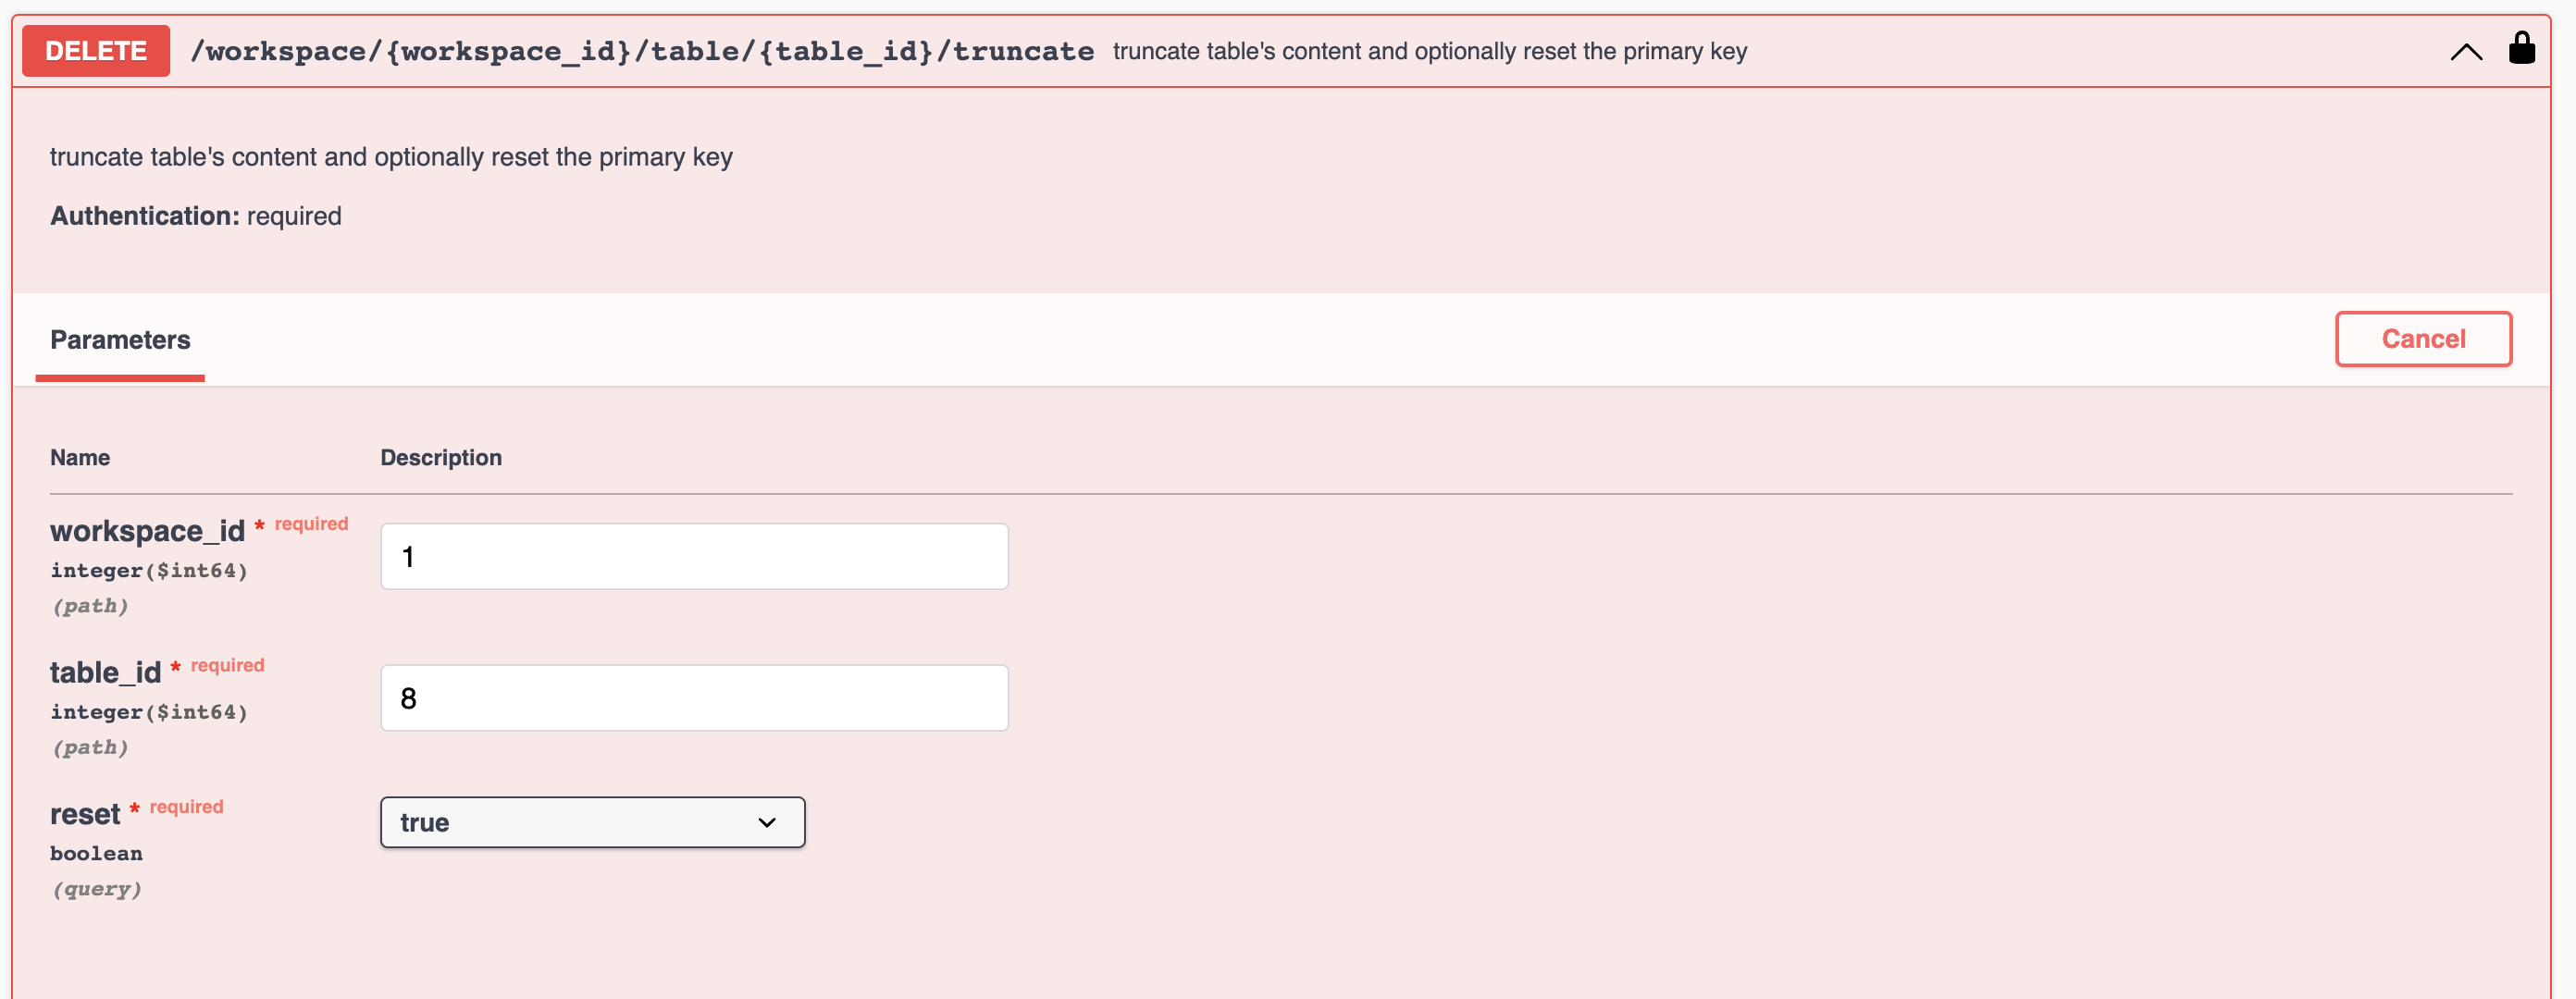 DELETE /workspace/{workspace_id}/table/{table_id}/truncate truncate table's content and optionally reset the primary key
truncate table's content and optionally reset the primary key
Authentication: required
Parameters
Cancel
Name Description
workspace_id * required
integer($int64)
(path)
1
table_id * required
integer($int64)
(path)
8
reset * required
boolean
(query)
true